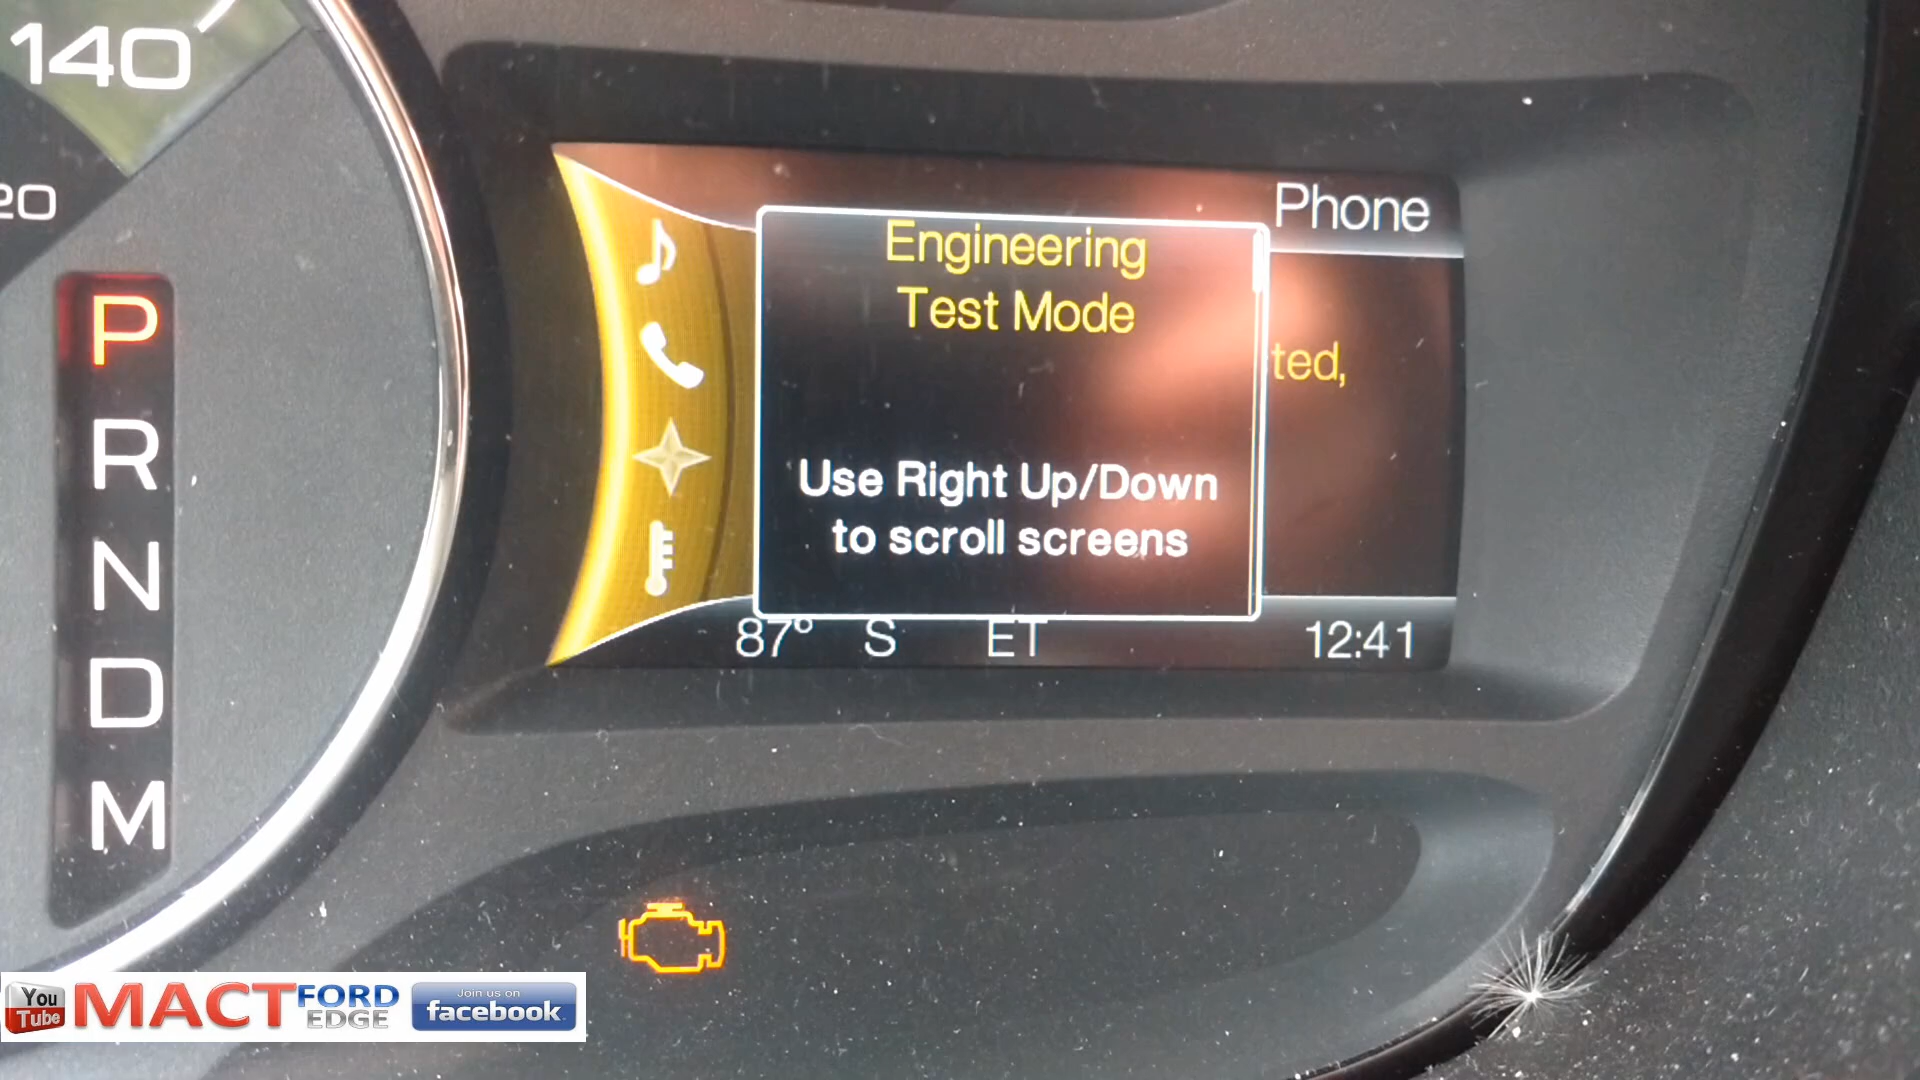 140
20
P
R
N
D
M
Phone
Engineering
Test Mode
ted,
Use Right Up/Down
to scroll screens
87° S ET 12:41
You
Tube
MACT FORD
EDGE
Join us on
facebook